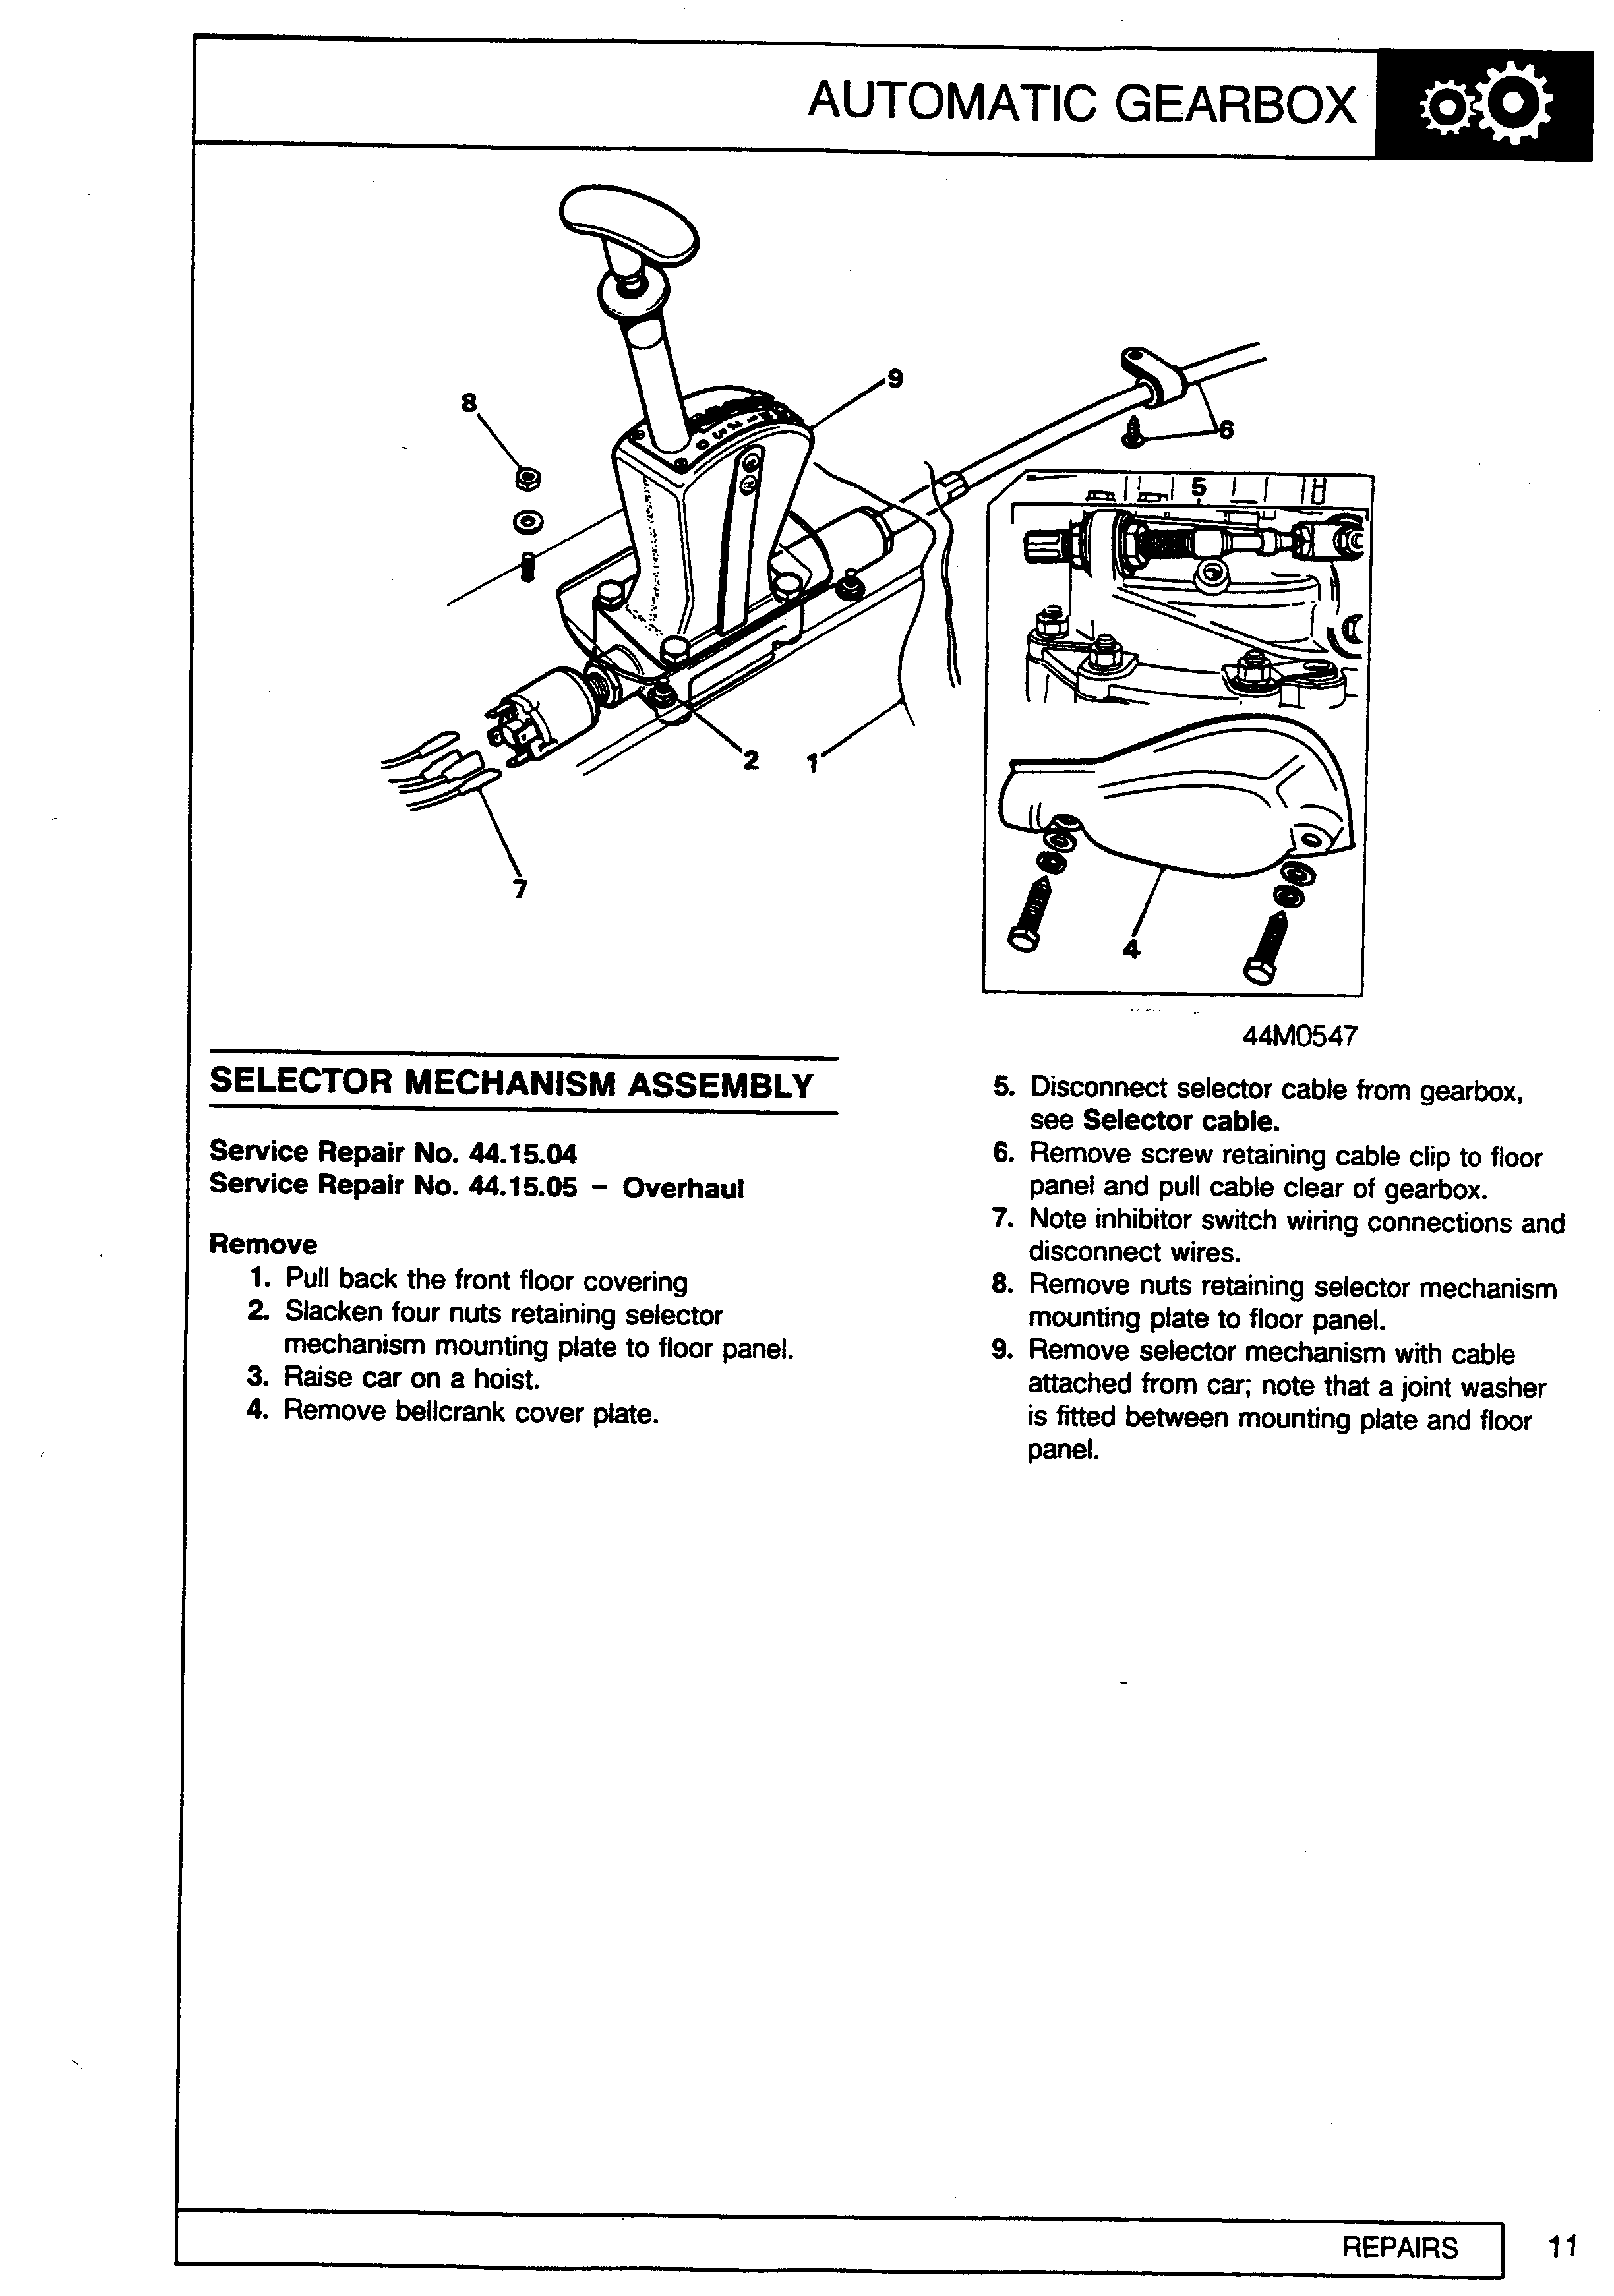 AUTOMATIC GEARBOX
8
9
6
5
2
1
7
4
44M0547
SELECTOR MECHANISM ASSEMBLY
Service Repair No. 44.15.04
Service Repair No. 44.15.05 – Overhaul
Remove
1. Pull back the front floor covering
2. Slacken four nuts retaining selector
mechanism mounting plate to floor panel.
3. Raise car on a hoist.
4. Remove bellcrank cover plate.
5. Disconnect selector cable from gearbox,
see Selector cable.
6. Remove screw retaining cable clip to floor
panel and pull cable clear of gearbox.
7. Note inhibitor switch wiring connections and
disconnect wires.
8. Remove nuts retaining selector mechanism
mounting plate to floor panel.
9. Remove selector mechanism with cable
attached from car; note that a joint washer
is fitted between mounting plate and floor
panel.
REPAIRS
11